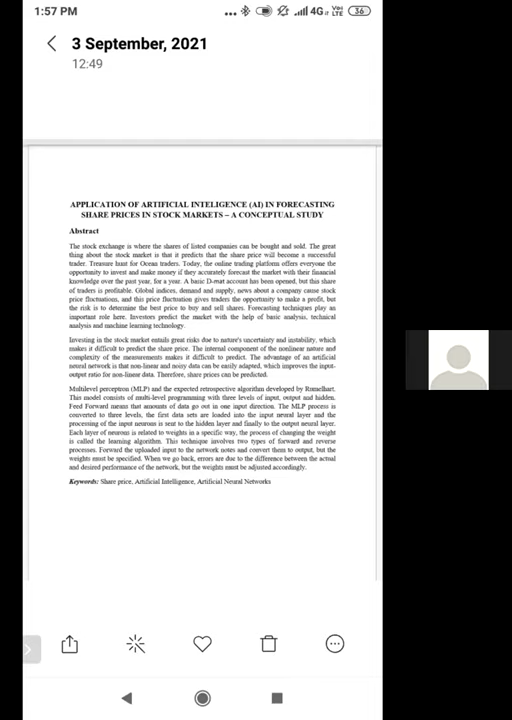 1:57 PM
4G
Vo)
LTE
36
3 September, 2021
12:49
APPLICATION OF ARTIFICIAL INTELIGENCE (AI) IN FORECASTING
SHARE PRICES IN STOCK MARKETS – A CONCEPTUAL STUDY
Abstract
The stock exchange is where the shares of listed companies can be bought and sold. The great
thing about the stock market is that it predicts that the share price will become a successful
trader. Treasure hunt for Ocean traders. Today, the online trading platform offers everyone the
opportunity to invest and make money if they accurately forecast the market with their financial
knowledge over the past year, for a year. A basic D-mat account has been opened, but this share
of traders is profitable. Global indices, demand and supply, news about a company cause stock
price fluctuations, and this price fluctuation gives traders the opportunity to make a profit, but
the risk is to determine the best price to buy and sell shares. Forecasting techniques play an
important role here. Investors predict the market with the help of basic analysis, technical
analysis and machine learning technology.
Investing in the stock market entails great risks due to nature's uncertainty and instability, which
makes it difficult to predict the share price. The internal component of the nonlinear nature and
complexity of the measurements makes it difficult to predict. The advantage of an artificial
neural network is that non-linear and noisy data can be easily adapted, which improves the input-
output ratio for non-linear data. Therefore, share prices can be predicted.
Multilevel perceptron (MLP) and the expected retrospective algorithm developed by Rumelhart.
This model consists of multi-level programming with three levels of input, output and hidden.
Feed Forward means that amounts of data go out in one input direction. The MLP process is
converted to three levels, the first data sets are loaded into the input neural layer and the
processing of the input neurons is sent to the hidden layer and finally to the output neural layer.
Each layer of neurons is related to weights in a specific way, the process of changing the weight
is called the learning algorithm. This technique involves two types of forward and reverse
processes. Forward the uploaded input to the network notes and convert them to output, but the
weights must be specified. When we go back, errors are due to the difference between the actual
and desired performance of the network, but the weights must be adjusted accordingly.
Keywords: Share price, Artificial Intelligence, Artificial Neural Networks